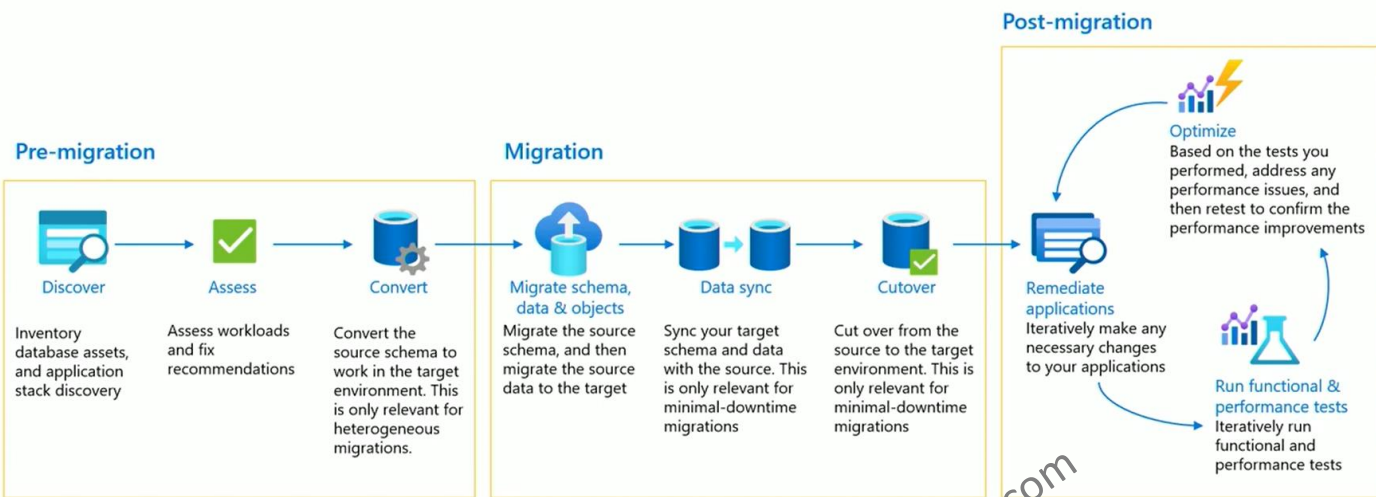 Pre-migration
Discover
Inventory
database assets,
and application
stack discovery
Assess
Assess workloads
and fix
recommendations
Convert
Convert the
source schema to
work in the target
environment. This
is only relevant for
heterogeneous
migrations.
Migration
Migrate schema,
data & objects
Migrate the source
schema, and then
migrate the source
data to the target
Data sync
Sync your target
schema and data
with the source. This
is only relevant for
minimal-downtime
migrations
Cutover
Cut over from the
source to the target
environment. This is
only relevant for
minimal-downtime
migrations
Post-migration
Remediate
applications
Iteratively make any
necessary changes
to your applications
Run functional &
performance tests
Iteratively run
functional and
performance tests
Optimize
Based on the tests you
performed, address any
performance issues, and
then retest to confirm the
performance improvements
com